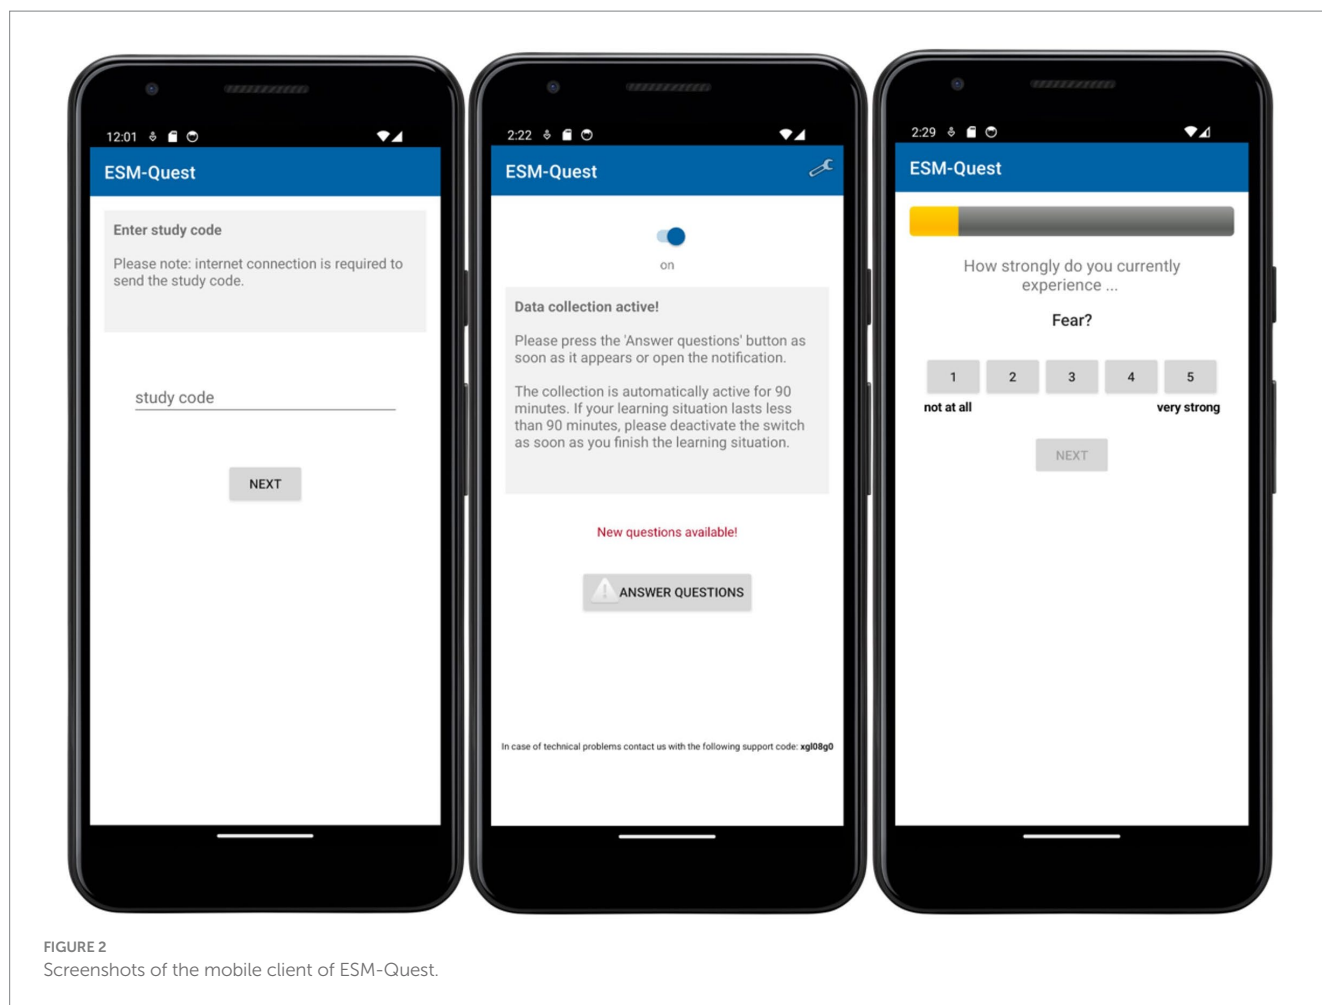 12:01
ESM-Quest
Enter study code
Please note: internet connection is required to
send the study code.
study code
NEXT
2:22
ESM-Quest
on
Data collection active!
Please press the 'Answer questions' button as
soon as it appears or open the notification.
The collection is automatically active for 90
minutes. If your learning situation lasts less
than 90 minutes, please deactivate the switch
as soon as you finish the learning situation.
New questions available!
ANSWER QUESTIONS
In case of technical problems contact us with the following support code: xgl08g0
2:29
ESM-Quest
How strongly do you currently
experience ...
Fear?
1 2 3 4 5
not at all very strong
NEXT
FIGURE 2
Screenshots of the mobile client of ESM-Quest.